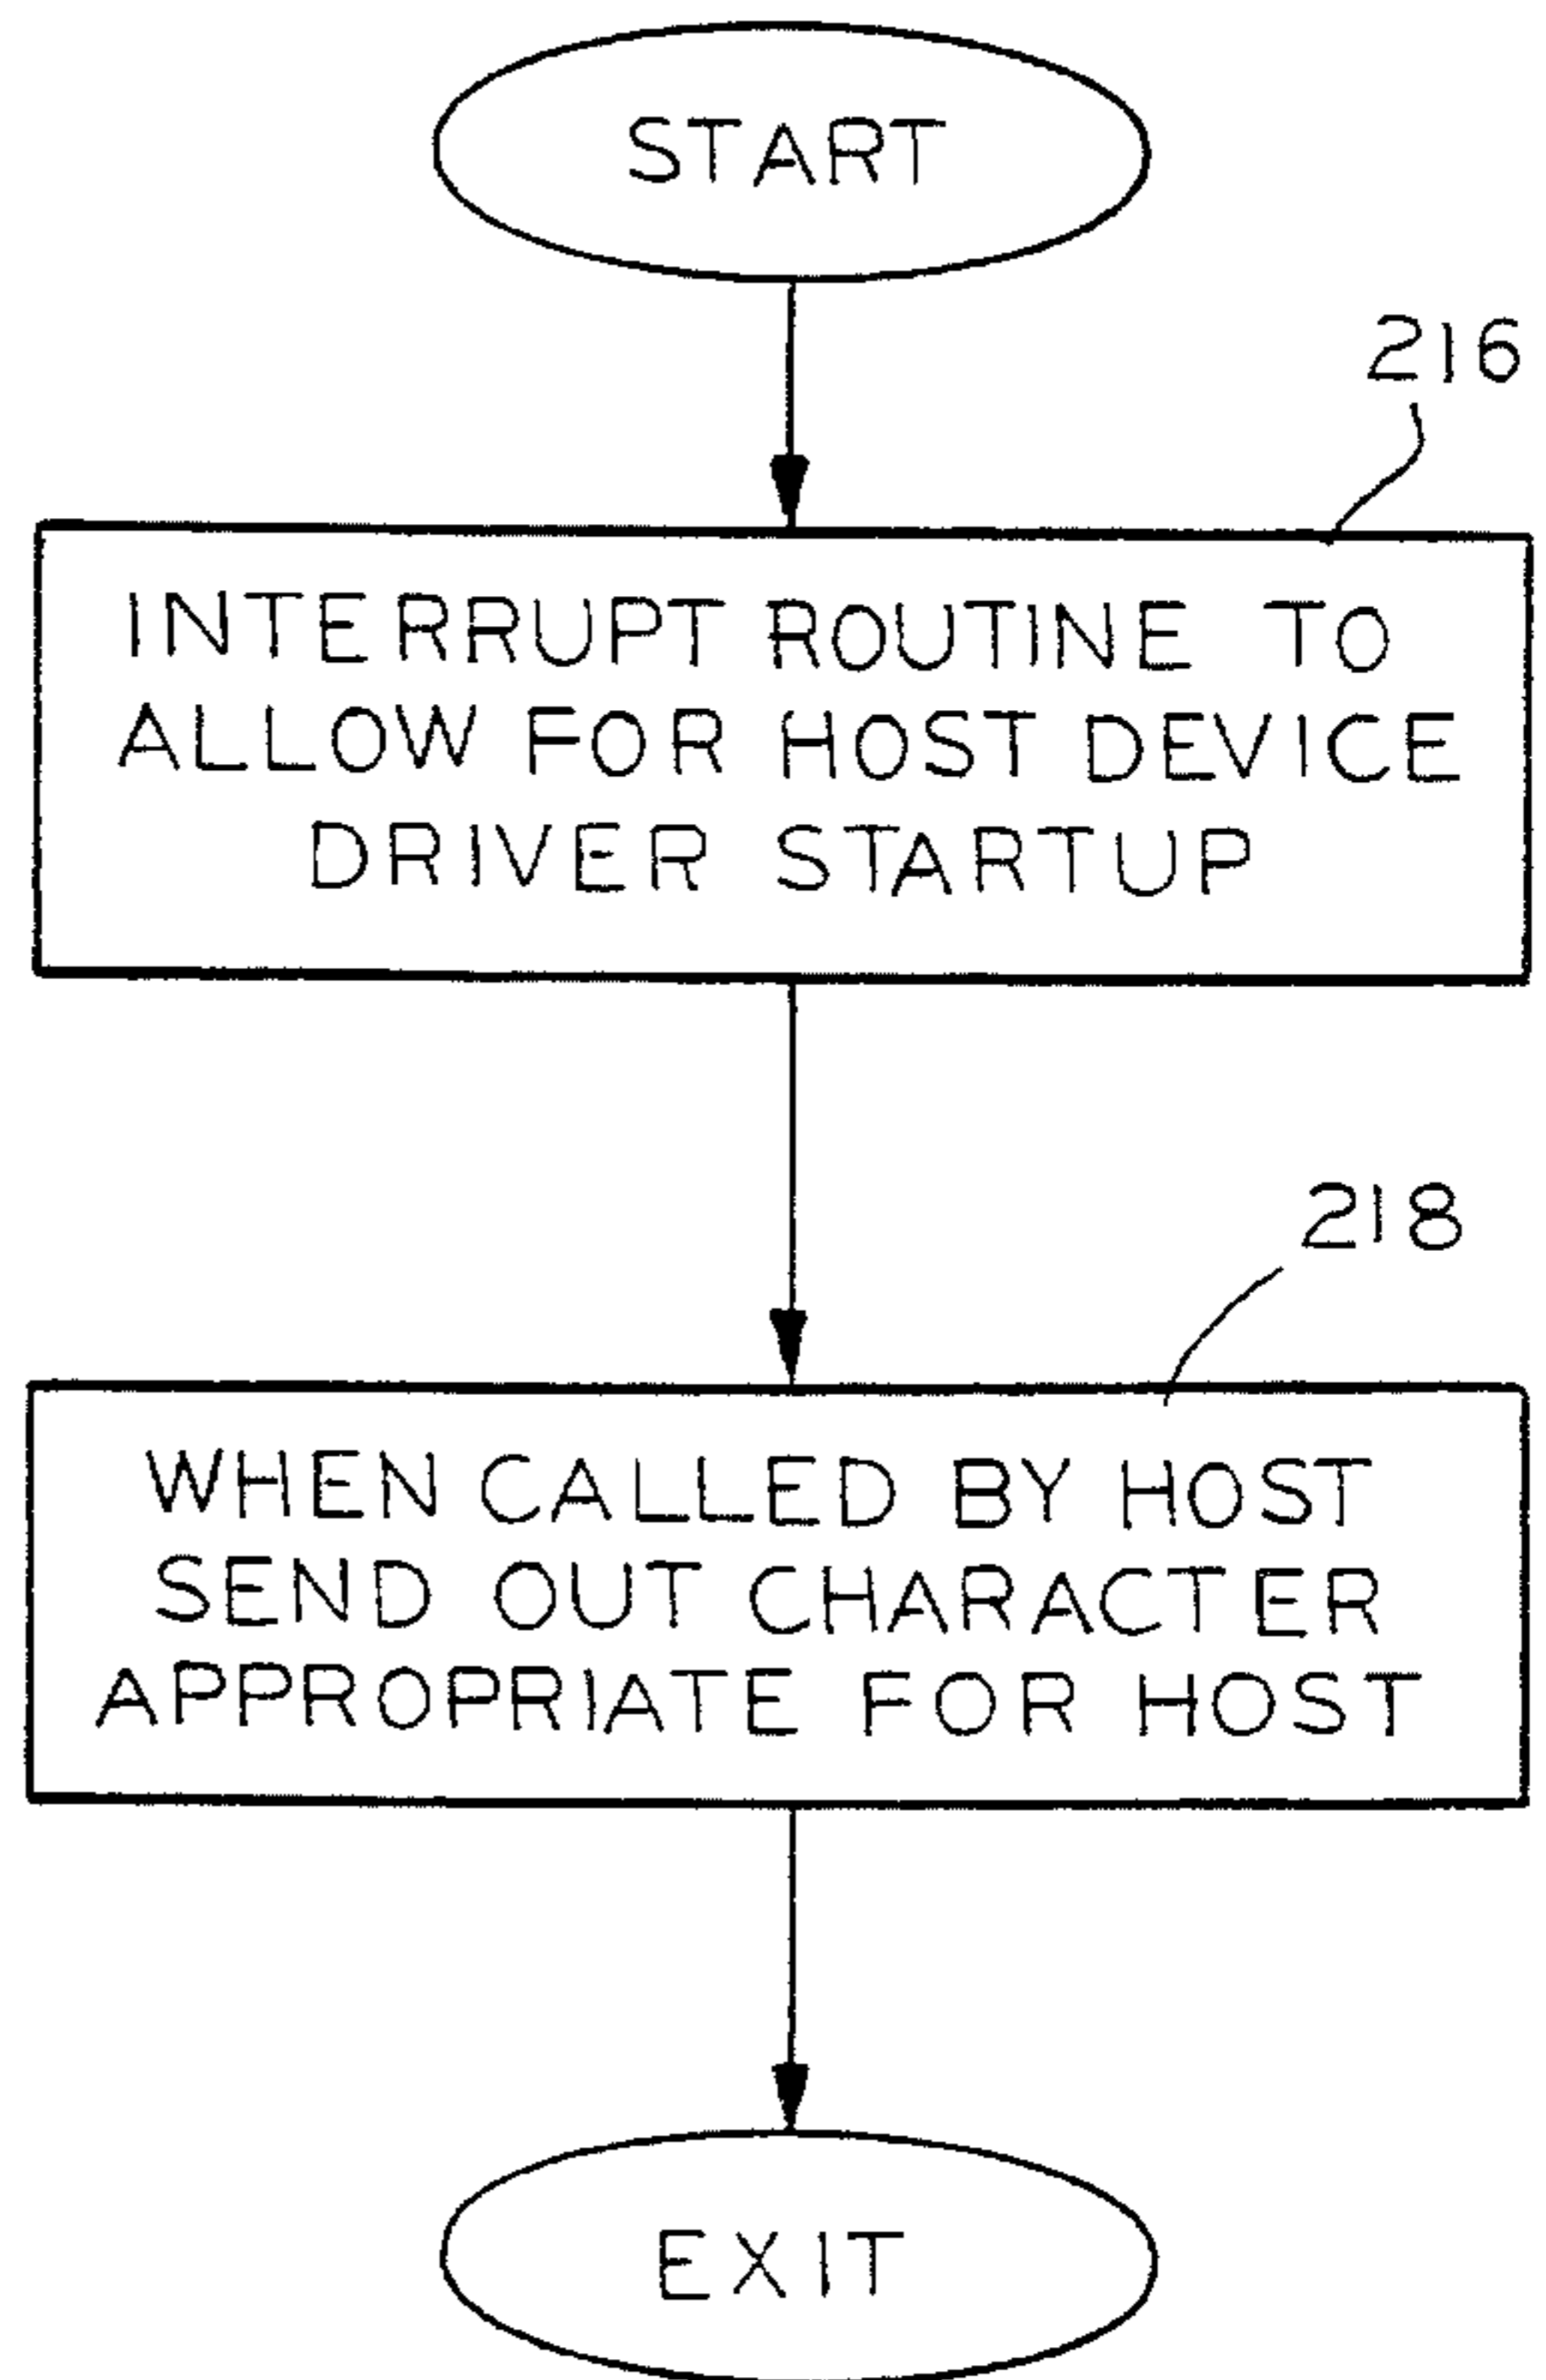 START
216
INTERRUPT ROUTINE TO
ALLOW FOR HOST DEVICE
DRIVER STARTUP
218
WHEN CALLED BY HOST
SEND OUT CHARACTER
APPROPRIATE FOR HOST
EXIT